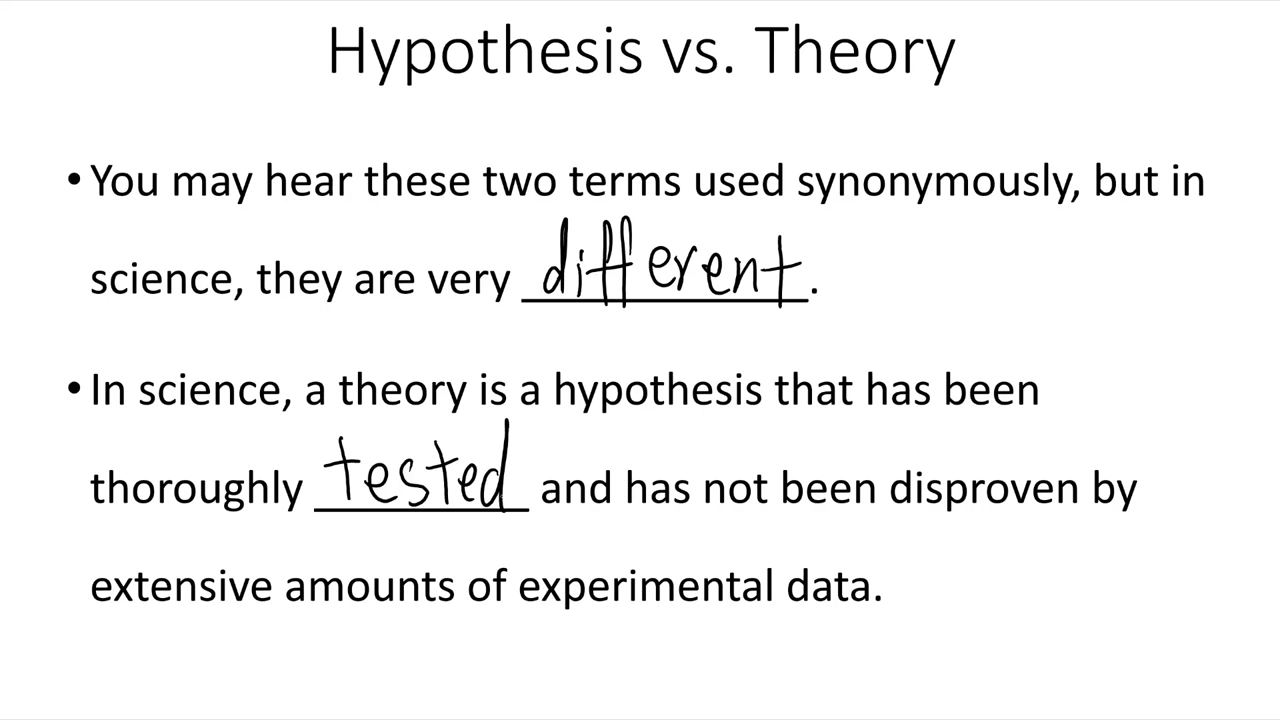 Hypothesis vs. Theory
• You may hear these two terms used synonymously, but in
science, they are very different.
• In science, a theory is a hypothesis that has been
thoroughly tested and has not been disproven by
extensive amounts of experimental data.